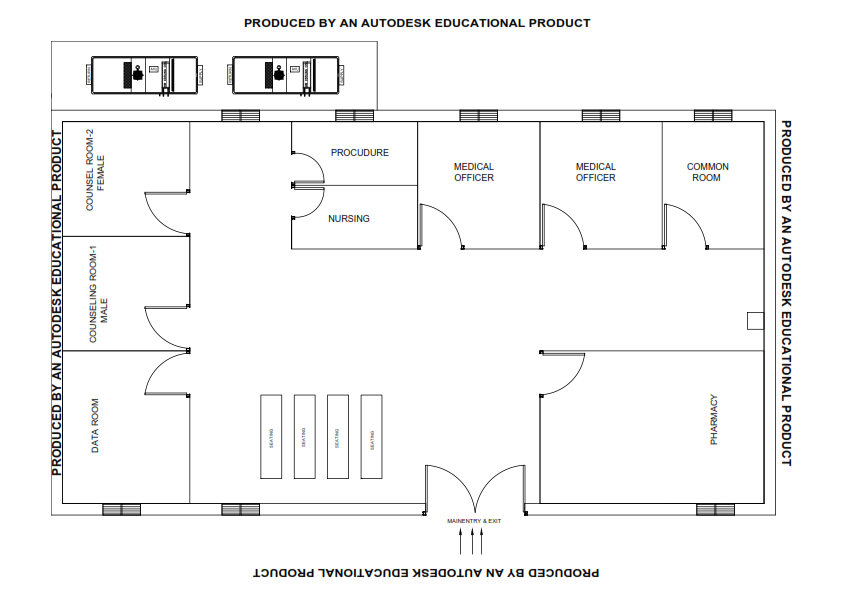 PRODUCED BY AN AUTODESK EDUCATIONAL PRODUCT
PRODUCED BY AN AUTODESK EDUCATIONAL PRODUCT
COUNSEL ROOM-2
FEMALE
PROCUDURE
NURSING
MEDICAL
OFFICER
MEDICAL
OFFICER
COMMON
ROOM
PRODUCED BY AN AUTODESK EDUCATIONAL PRODUCT
COUNSELING ROOM-1
MALE
DATA ROOM
SEATING
SEATING
SEATING
SEATING
PHARMACY
MAINENTRY & EXIT
PRODUCED BY AN AUTODESK EDUCATIONAL PRODUCT